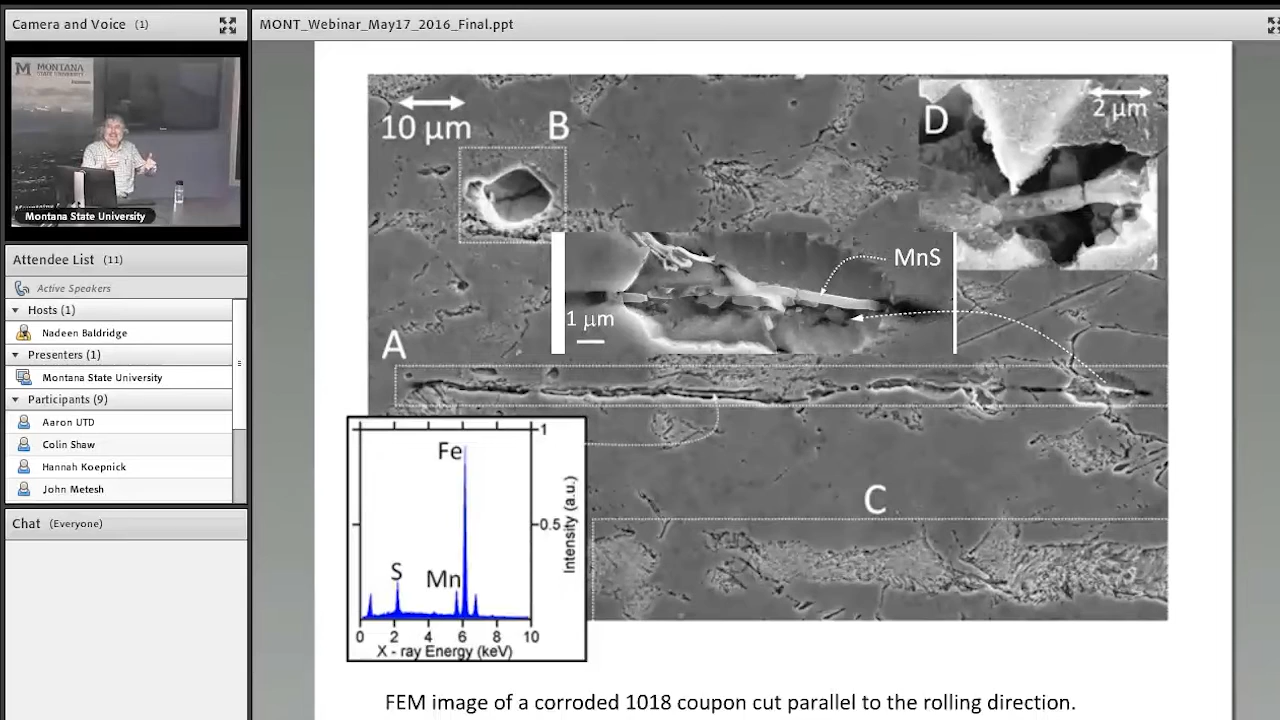 Camera and Voice (1)
MONT_Webinar_May17_2016_Final.ppt
M MONTANA
STATE UNIVERSITY
Montana State University
Attendee List (11)
Active Speakers
Hosts (1)
Nadeen Baldridge
Presenters (1)
Montana State University
Participants (9)
Aaron UTD
Colin Shaw
Hannah Koepnick
John Metesh
Chat (Everyone)
10 µm
B
D
2 µm
MnS
1 µm
A
C
1
Fe
0.5
Intensity (a.u.)
S
Mn
0 2 4 6 8 10
X - ray Energy (keV)
FEM image of a corroded 1018 coupon cut parallel to the rolling direction.